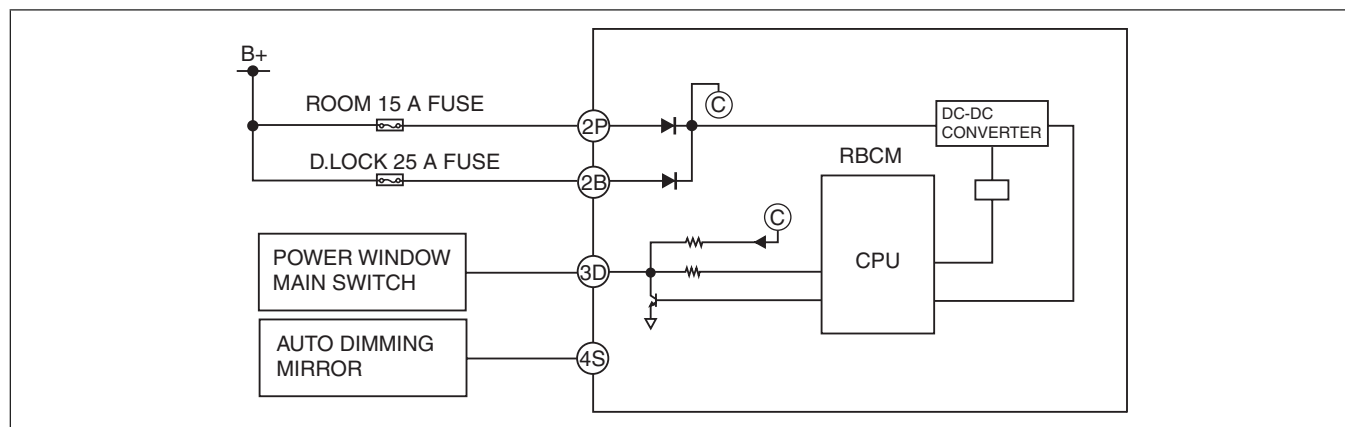 B+
ROOM 15 A FUSE
2P
C
DC-DC
CONVERTER
D.LOCK 25 A FUSE
2B
RBCM
C
POWER WINDOW
MAIN SWITCH
3D
CPU
AUTO DIMMING
MIRROR
4S